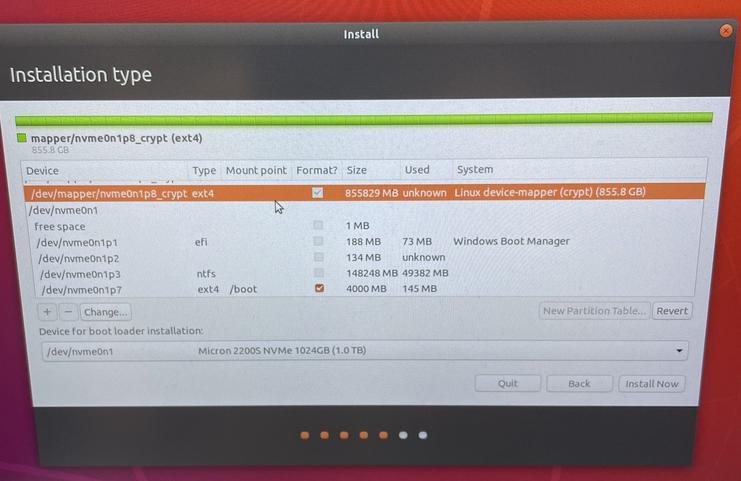 Install
Installation type
mapper/nvme0n1p8_crypt (ext4)
855.8 GB
Device Type Mount point Format? Size Used System
/dev/mapper/nvme0n1p8_crypt ext4 855829 MB unknown Linux device-mapper (crypt) (855.8 GB)
/dev/nvme0n1
free space 1 MB
/dev/nvme0n1p1 efi 188 MB 73 MB Windows Boot Manager
/dev/nvme0n1p2 134 MB unknown
/dev/nvme0n1p3 ntfs 148248 MB 49382 MB
/dev/nvme0n1p7 ext4 /boot 4000 MB 145 MB
+ − Change... New Partition Table... Revert
Device for boot loader installation:
/dev/nvme0n1 Micron 2200S NVMe 1024GB (1.0 TB)
Quit Back Install Now